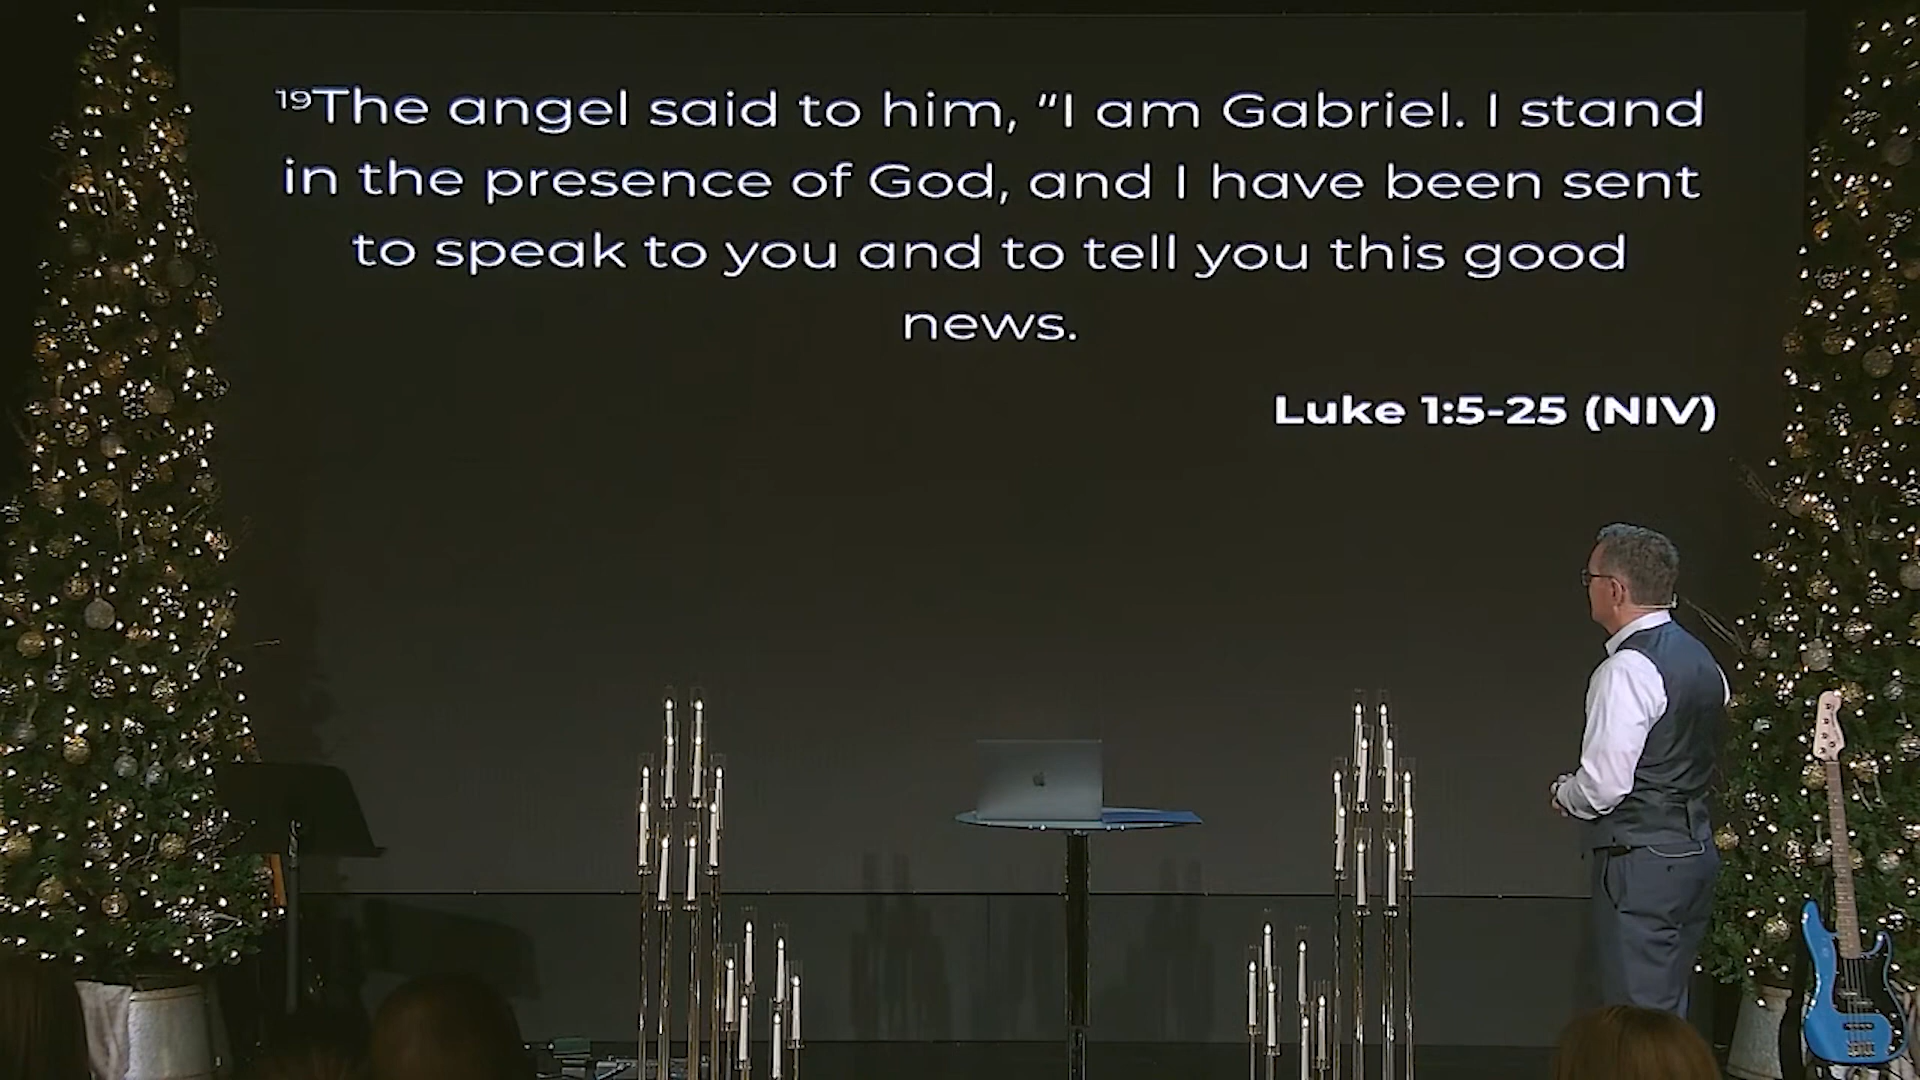 ¹⁹The angel said to him, “I am Gabriel. I stand
in the presence of God, and I have been sent
to speak to you and to tell you this good
news.
Luke 1:5-25 (NIV)